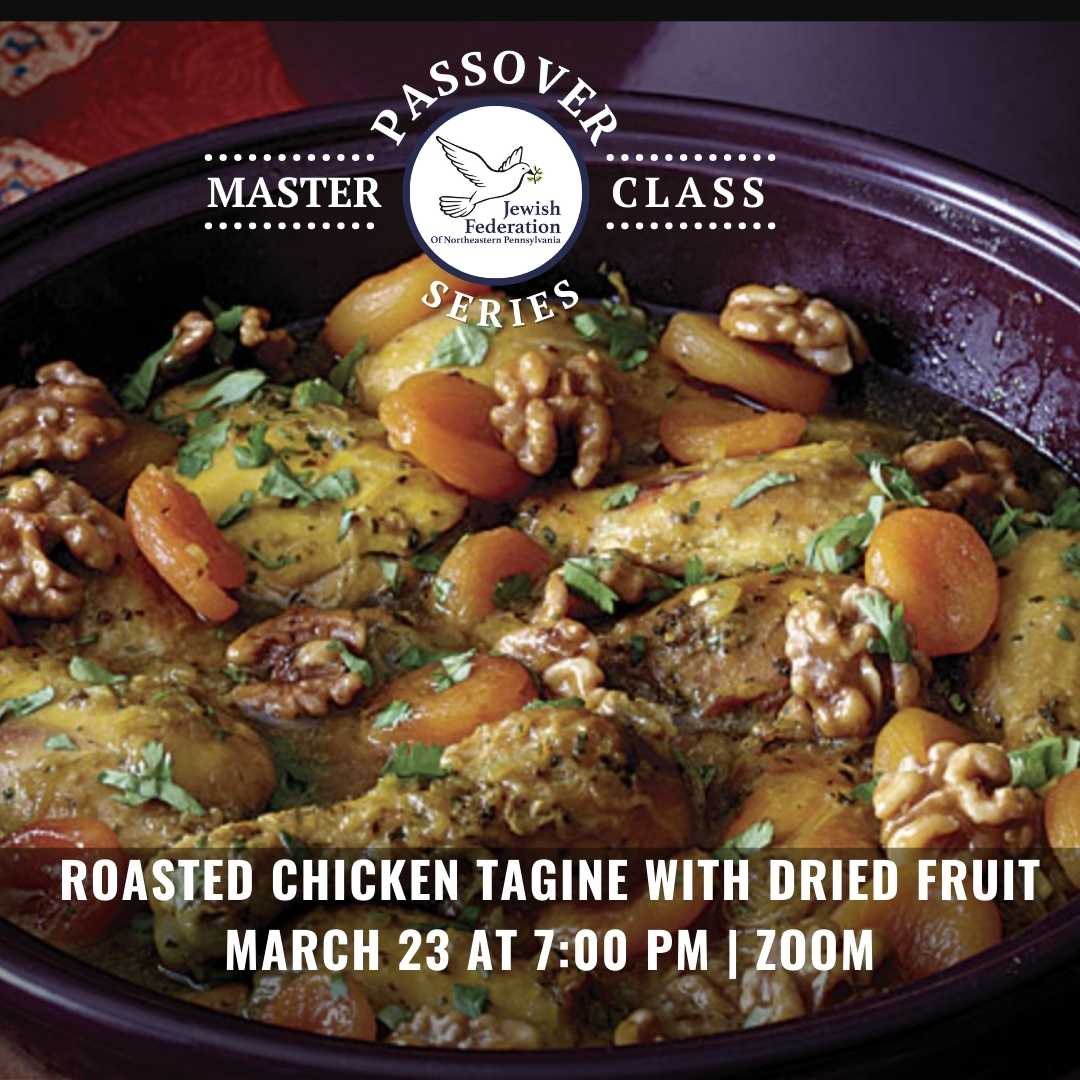 PASSOVER
MASTER CLASS
Jewish
Federation
Of Northeastern Pennsylvania
SERIES
ROASTED CHICKEN TAGINE WITH DRIED FRUIT
MARCH 23 AT 7:00 PM | ZOOM